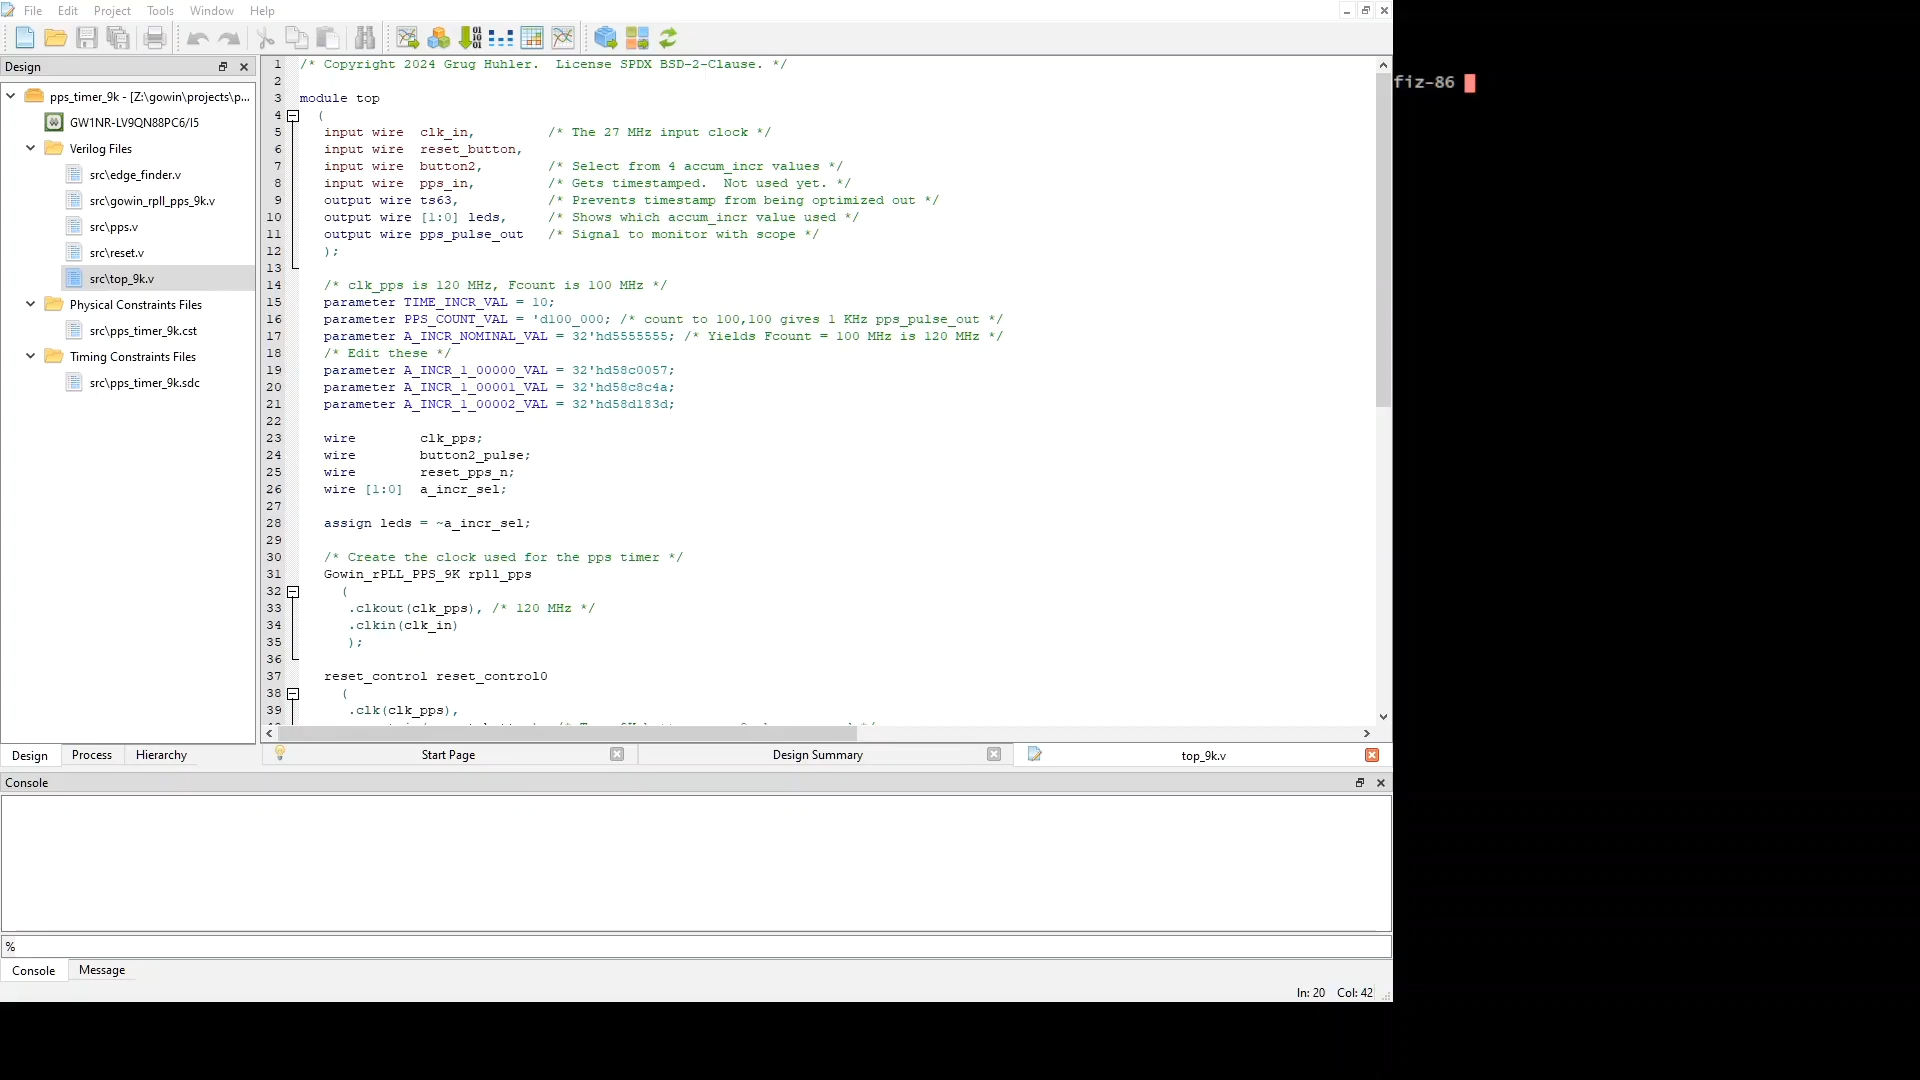 File Edit Project Tools Window Help
Design
pps_timer_9k - [Z:\gowin\projects\p...
GW1NR-LV9QN88PC6/I5
Verilog Files
src\edge_finder.v
src\gowin_rpll_pps_9k.v
src\pps.v
src\reset.v
src\top_9k.v
Physical Constraints Files
src\pps_timer_9k.cst
Timing Constraints Files
src\pps_timer_9k.sdc
Design Process Hierarchy
1 /* Copyright 2024 Grug Huhler.  License SPDX BSD-2-Clause. */
2
3 module top
4   (
5    input wire  clk_in,         /* The 27 MHz input clock */
6    input wire  reset_button,
7    input wire  button2,        /* Select from 4 accum_incr values */
8    input wire  pps_in,         /* Gets timestamped.  Not used yet. */
9    output wire ts63,           /* Prevents timestamp from being optimized out */
10    output wire [1:0] leds,     /* Shows which accum_incr value used */
11    output wire pps_pulse_out   /* Signal to monitor with scope */
12    );
13
14    /* clk_pps is 120 MHz, Fcount is 100 MHz */
15    parameter TIME_INCR_VAL = 10;
16    parameter PPS_COUNT_VAL = 'd100_000; /* count to 100,100 gives 1 KHz pps_pulse_out */
17    parameter A_INCR_NOMINAL_VAL = 32'hd5555555; /* Yields Fcount = 100 MHz is 120 MHz */
18    /* Edit these */
19    parameter A_INCR_1_00000_VAL = 32'hd58c0057;
20    parameter A_INCR_1_00001_VAL = 32'hd58c8c4a;
21    parameter A_INCR_1_00002_VAL = 32'hd58d183d;
22
23    wire        clk_pps;
24    wire        button2_pulse;
25    wire        reset_pps_n;
26    wire [1:0]  a_incr_sel;
27
28    assign leds = ~a_incr_sel;
29
30    /* Create the clock used for the pps timer */
31    Gowin_rPLL_PPS_9K rpll_pps
32      (
33       .clkout(clk_pps), /* 120 MHz */
34       .clkin(clk_in)
35       );
36
37    reset_control reset_control0
38      (
39       .clk(clk_pps),
Start Page Design Summary top_9k.v
Console
%
Console Message
ln: 20 Col: 42
fiz-86